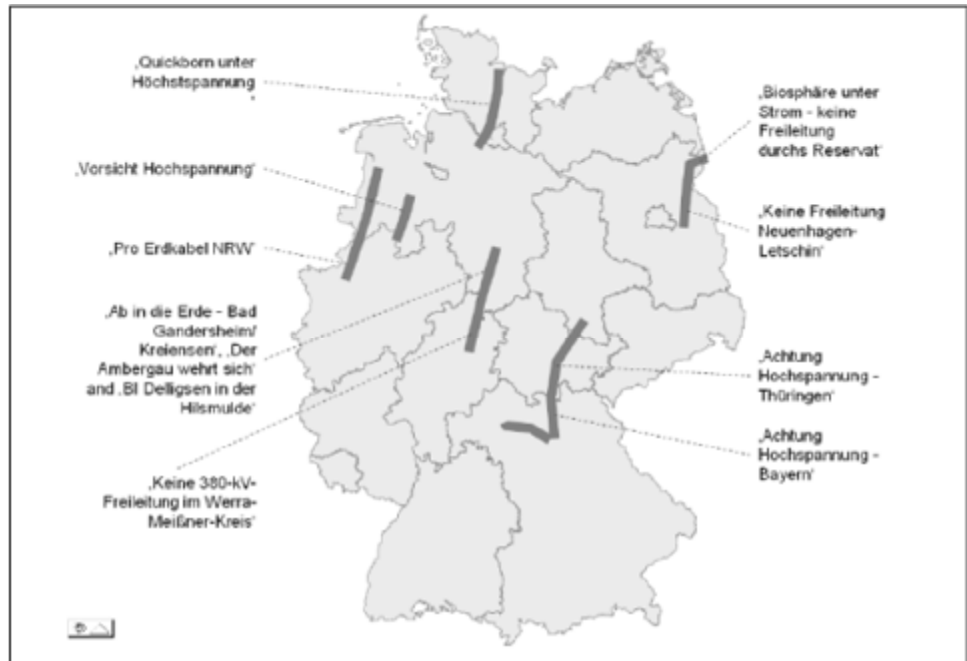 ‚Quickborn unter
Höchstspannung
‚Vorsicht Hochspannung‘
‚Pro Erdkabel NRW‘
‚Ab in die Erde - Bad
Gandersheim/
Kreiensen‘, ‚Der
Ambergau wehrt sich‘
and ‚BI Delligsen in der
Hilsmulde‘
‚Keine 380-kV-
Freileitung im Werra-
Meißner-Kreis‘
‚Biosphäre unter
Strom - keine
Freileitung
durchs Reservat‘
‚Keine Freileitung
Neuenhagen-
Letschin‘
‚Achtung
Hochspannung -
Thüringen‘
‚Achtung
Hochspannung -
Bayern‘